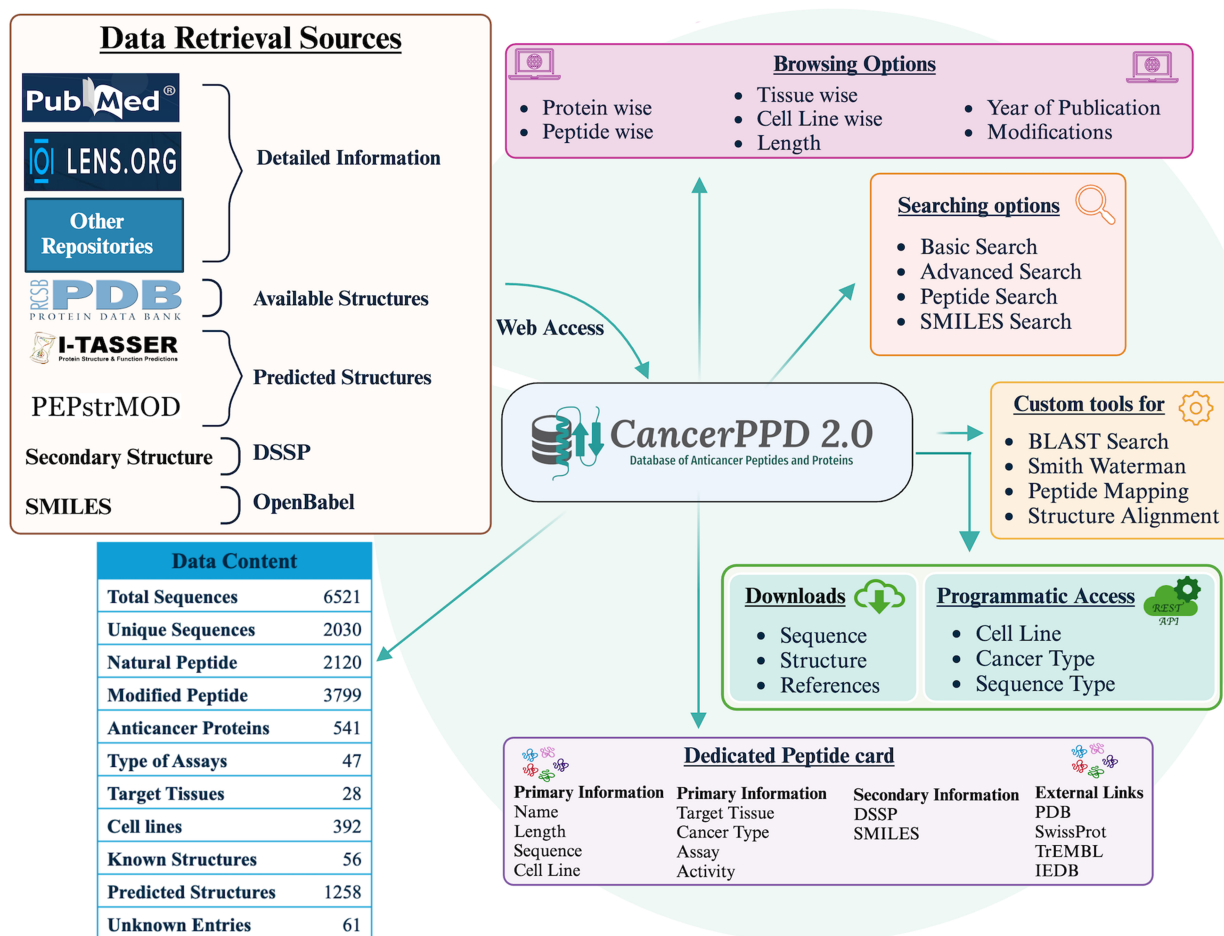 Data Retrieval Sources
PubMed®
LENS.ORG
Other
Repositories
Detailed Information
RCSB
PDB
PROTEIN DATA BANK
Available Structures
I-TASSER
Protein Structure & Function Predictions
PEPstrMOD
Predicted Structures
Secondary Structure
DSSP
SMILES
OpenBabel
Browsing Options
• Protein wise
• Peptide wise
• Tissue wise
• Cell Line wise
• Length
• Year of Publication
• Modifications
Searching options
• Basic Search
• Advanced Search
• Peptide Search
• SMILES Search
Web Access
CancerPPD 2.0
Database of Anticancer Peptides and Proteins
Custom tools for
• BLAST Search
• Smith Waterman
• Peptide Mapping
• Structure Alignment
Data Content
Total Sequences 6521
Unique Sequences 2030
Natural Peptide 2120
Modified Peptide 3799
Anticancer Proteins 541
Type of Assays 47
Target Tissues 28
Cell lines 392
Known Structures 56
Predicted Structures 1258
Unknown Entries 61
Downloads
• Sequence
• Structure
• References
Programmatic Access
REST
API
• Cell Line
• Cancer Type
• Sequence Type
Dedicated Peptide card
Primary Information
Name
Length
Sequence
Cell Line
Primary Information
Target Tissue
Cancer Type
Assay
Activity
Secondary Information
DSSP
SMILES
External Links
PDB
SwissProt
TrEMBL
IEDB